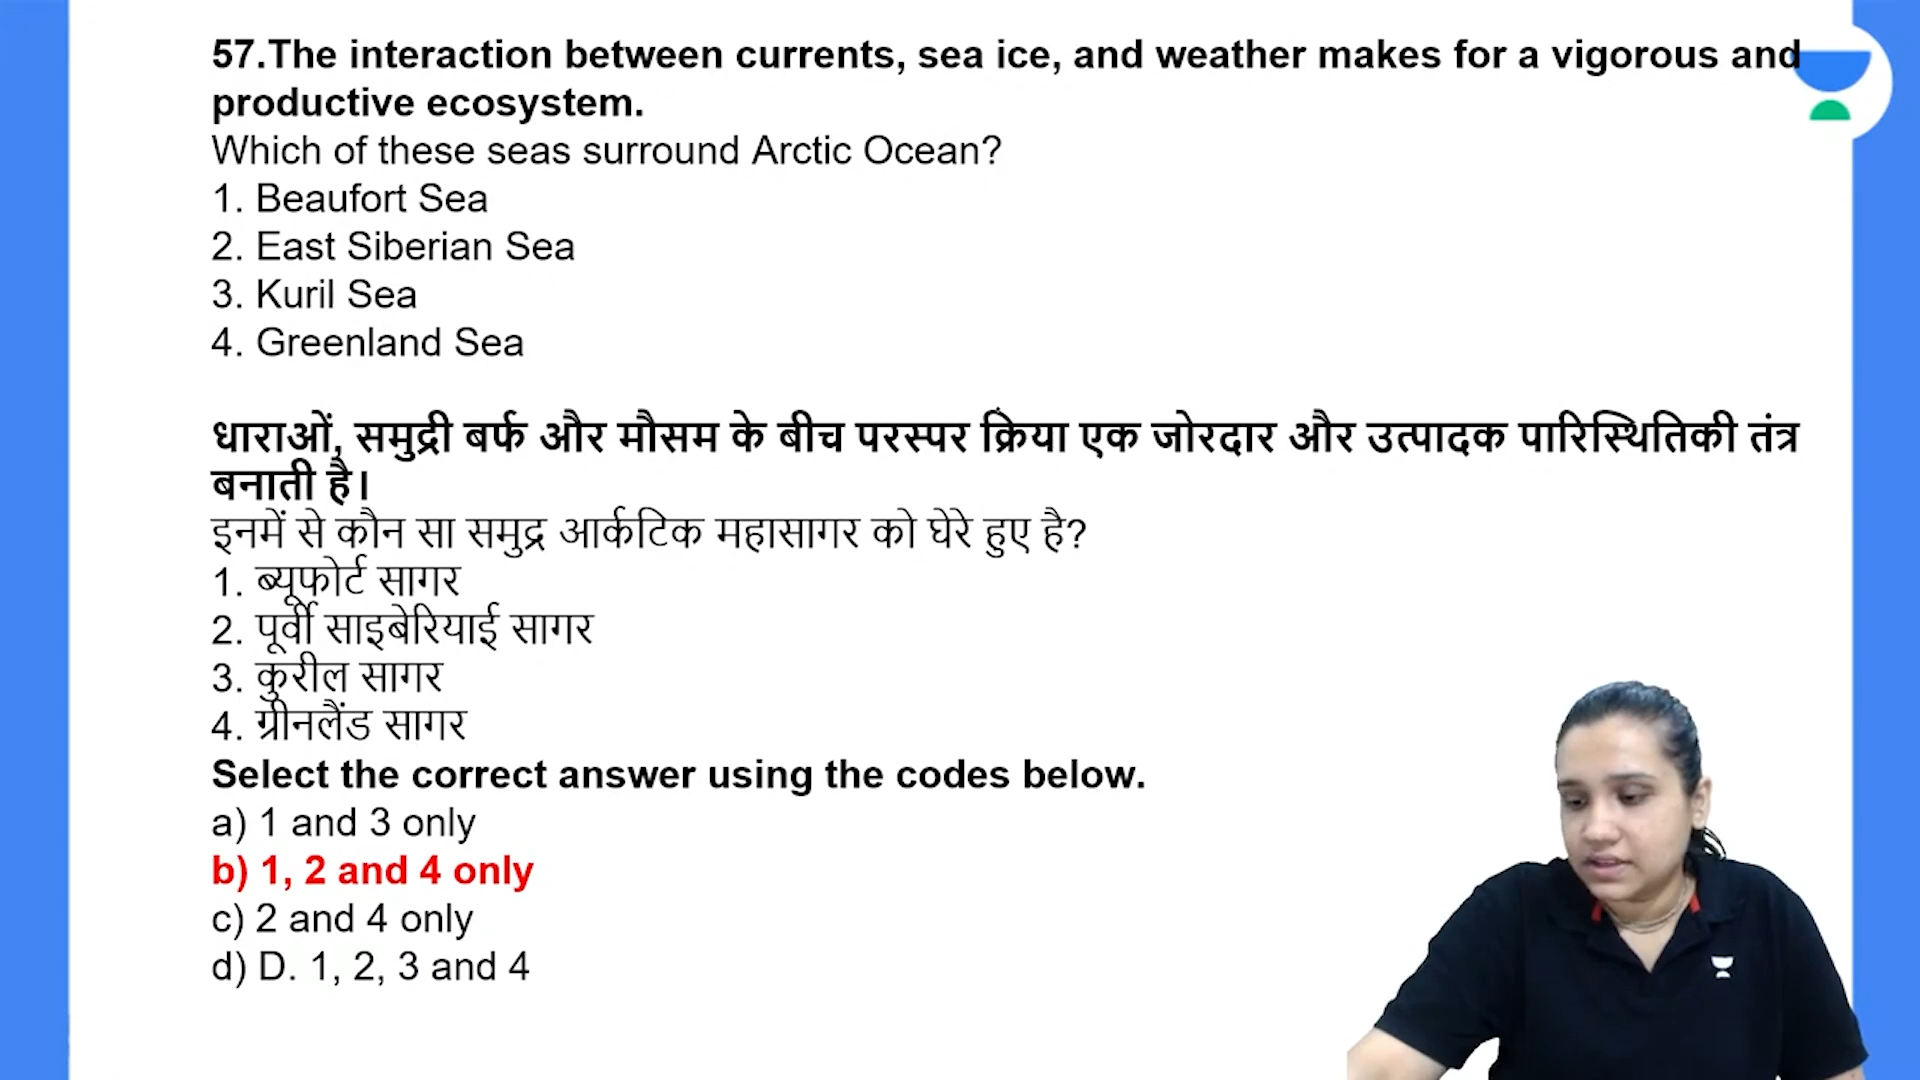 57.The interaction between currents, sea ice, and weather makes for a vigorous and
productive ecosystem.
Which of these seas surround Arctic Ocean?
1. Beaufort Sea
2. East Siberian Sea
3. Kuril Sea
4. Greenland Sea
धाराओं, समुद्री बर्फ और मौसम के बीच परस्पर क्रिया एक जोरदार और उत्पादक पारिस्थितिकी तंत्र
बनाती है।
इनमें से कौन सा समुद्र आर्कटिक महासागर को घेरे हुए है?
1. ब्यूफोर्ट सागर
2. पूर्वी साइबेरियाई सागर
3. कुरील सागर
4. ग्रीनलैंड सागर
Select the correct answer using the codes below.
a) 1 and 3 only
b) 1, 2 and 4 only
c) 2 and 4 only
d) D. 1, 2, 3 and 4